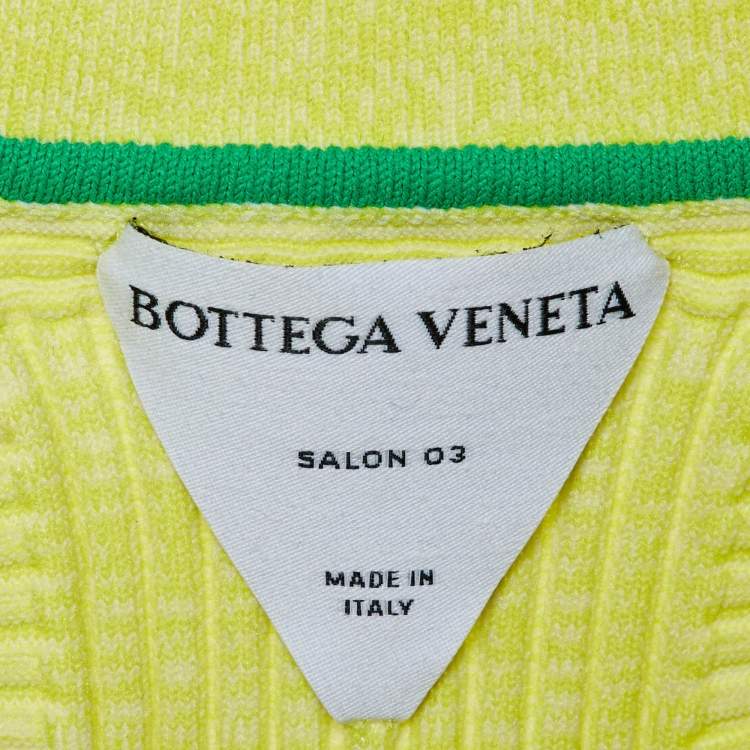 BOTTEGA VENETA
SALON 03
MADE IN
ITALY